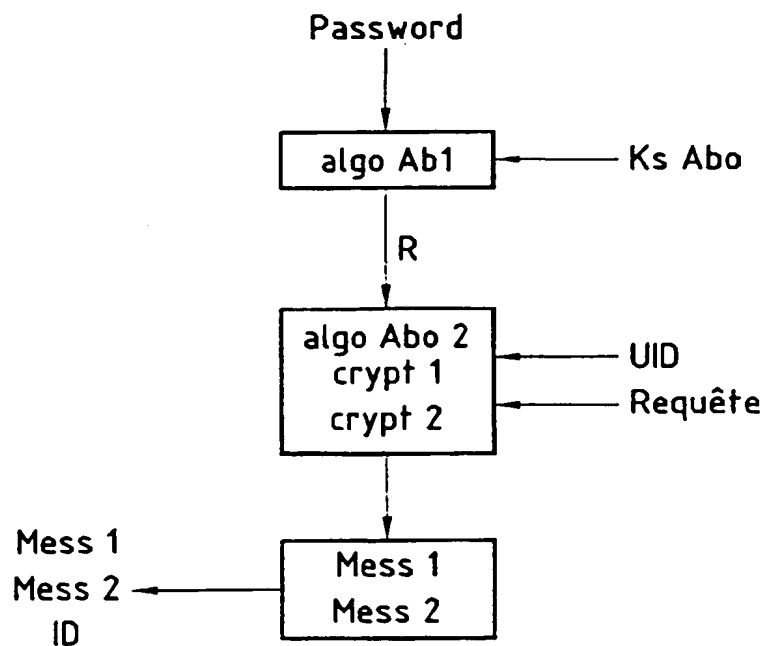 Password
algo Ab1
Ks Abo
R
algo Abo 2
crypt 1
crypt 2
UID
Requête
Mess 1
Mess 2
ID
Mess 1
Mess 2